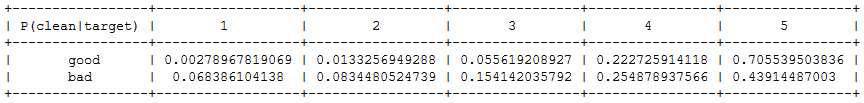 +----------------+------------------+-----------------+----------------+----------------+----------------+
| P(clean|target) | 1 | 2 | 3 | 4 | 5 |
+----------------+------------------+-----------------+----------------+----------------+----------------+
| good | 0.00278967819069 | 0.0133256949288 | 0.055619208927 | 0.222725914118 | 0.705539503836 |
| bad | 0.068386104138 | 0.0834480524739 | 0.154142035792 | 0.254878937566 | 0.43914487003 |
+----------------+------------------+-----------------+----------------+----------------+----------------+